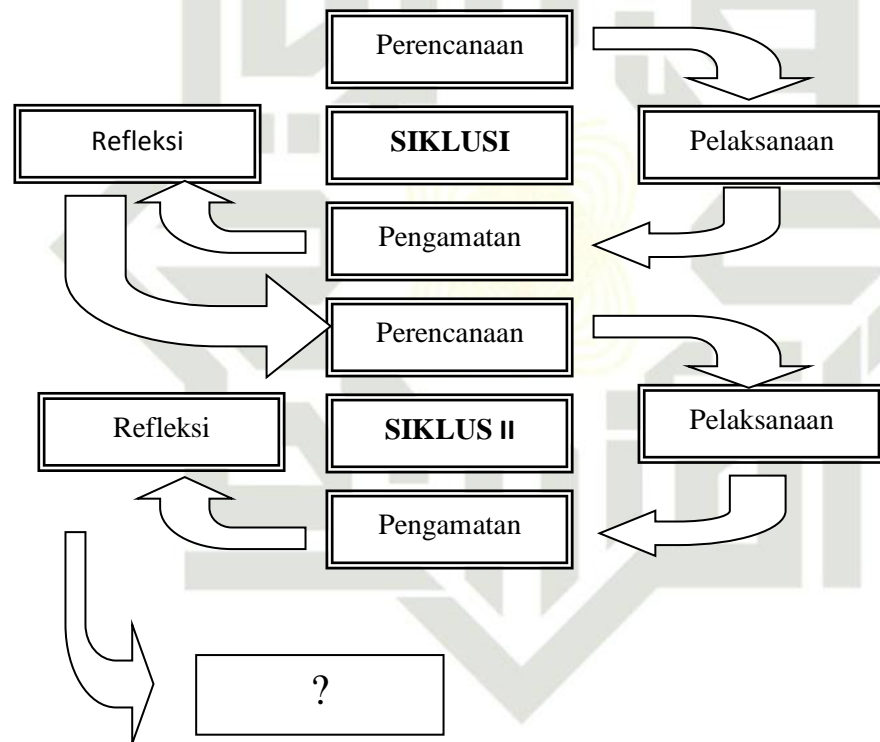 Perencanaan
Refleksi
SIKLUSI
Pelaksanaan
Pengamatan
Perencanaan
Refleksi
SIKLUS II
Pelaksanaan
Pengamatan
?